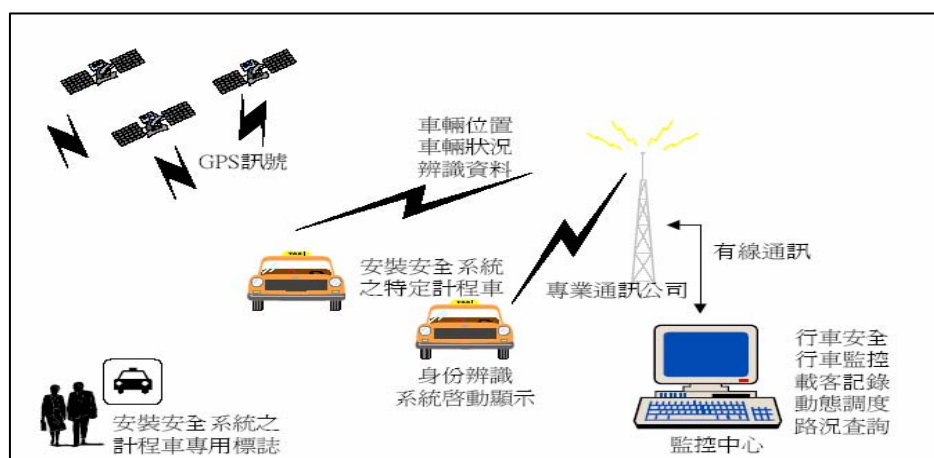 GPS訊號
車輛位置
車輛狀況
辨識資料
安裝安全系統
之特定計程車
TAXI
TAXI
身份辨識
系統啓動顯示
專業通訊公司
有線通訊
安裝安全系統之
計程車專用標誌
監控中心
行車安全
行車監控
載客記錄
動態調度
路況查詢